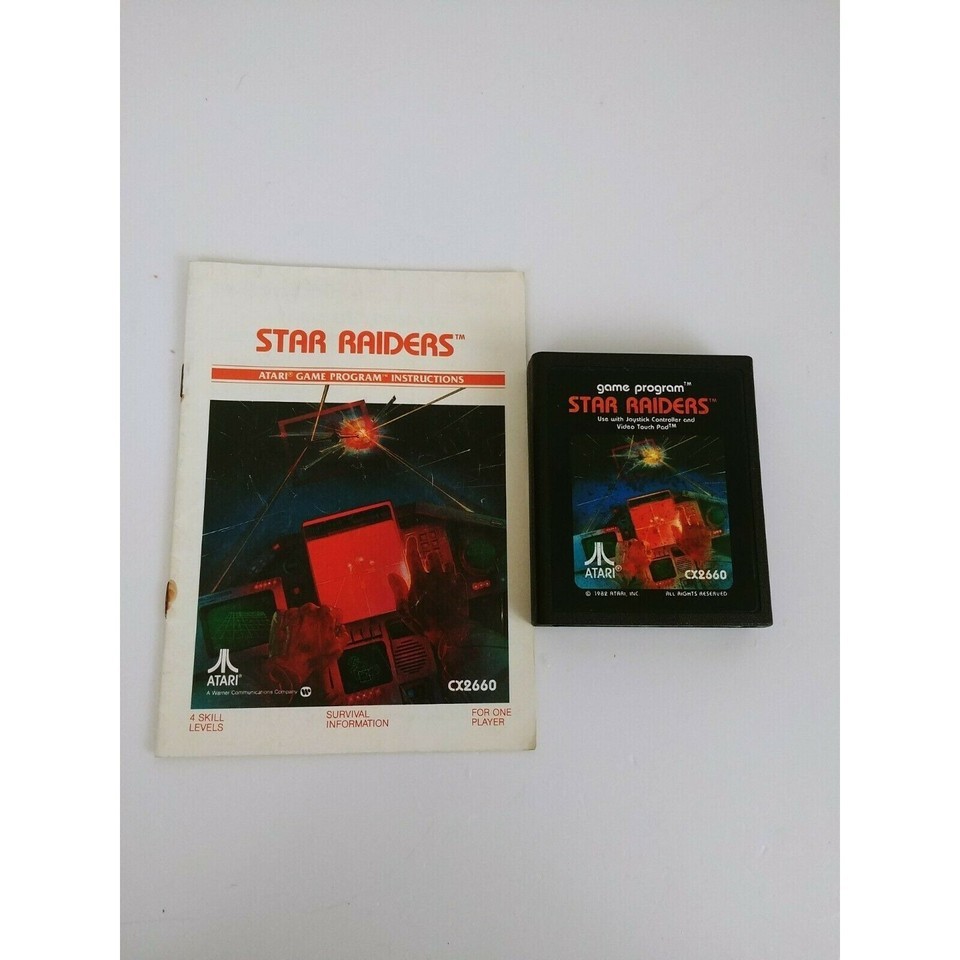 STAR RAIDERS™
ATARI® GAME PROGRAM™ INSTRUCTIONS
ATARI®
A Warner Communications Company
CX2660
4 SKILL
LEVELS
SURVIVAL
INFORMATION
FOR ONE
PLAYER
game program™
STAR RAIDERS™
Use with Joystick Controller and
Video Touch Pad™
ATARI®
CX2660
© 1982 ATARI, INC. ALL RIGHTS RESERVED